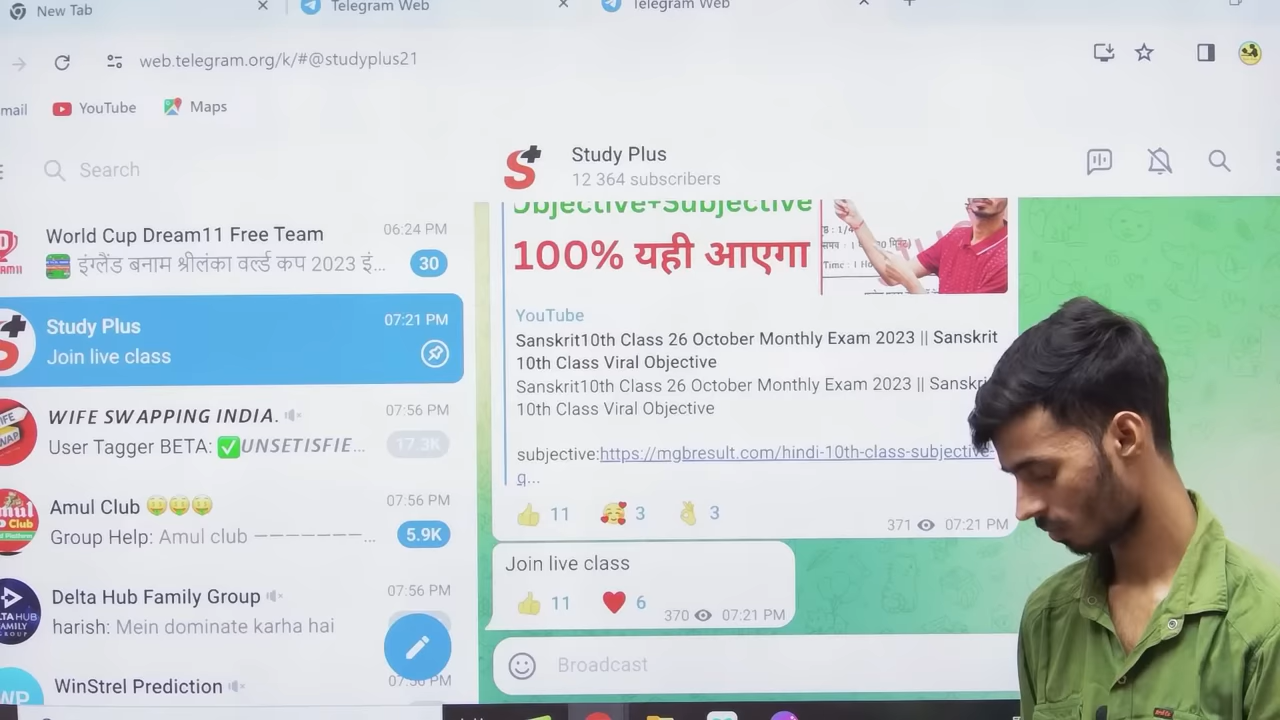 New Tab
Telegram Web
Telegram Web
web.telegram.org/k/#@studyplus21
mail
YouTube
Maps
Search
Study Plus
12 364 subscribers
World Cup Dream11 Free Team
06:24 PM
इंग्लैंड बनाम श्रीलंका वर्ल्ड कप 2023 इं...
30
Study Plus
07:21 PM
Join live class
WIFE SWAPPING INDIA.
07:56 PM
User Tagger BETA: ✅UNSETISFIE...
17.3K
Amul Club 🤑🤑🤑
07:56 PM
Group Help: Amul club ———————...
5.9K
Delta Hub Family Group
07:56 PM
harish: Mein dominate karha hai
WinStrel Prediction
07:56 PM
Objective+Subjective
100% यही आएगा
YouTube
Sanskrit10th Class 26 October Monthly Exam 2023 || Sanskrit
10th Class Viral Objective
Sanskrit10th Class 26 October Monthly Exam 2023 || Sanskri
10th Class Viral Objective
subjective:https://mgbresult.com/hindi-10th-class-subjective-
q...
👍 11 🥰 3 👌 3
371 07:21 PM
Join live class
👍 11 ❤ 6
370 07:21 PM
Broadcast